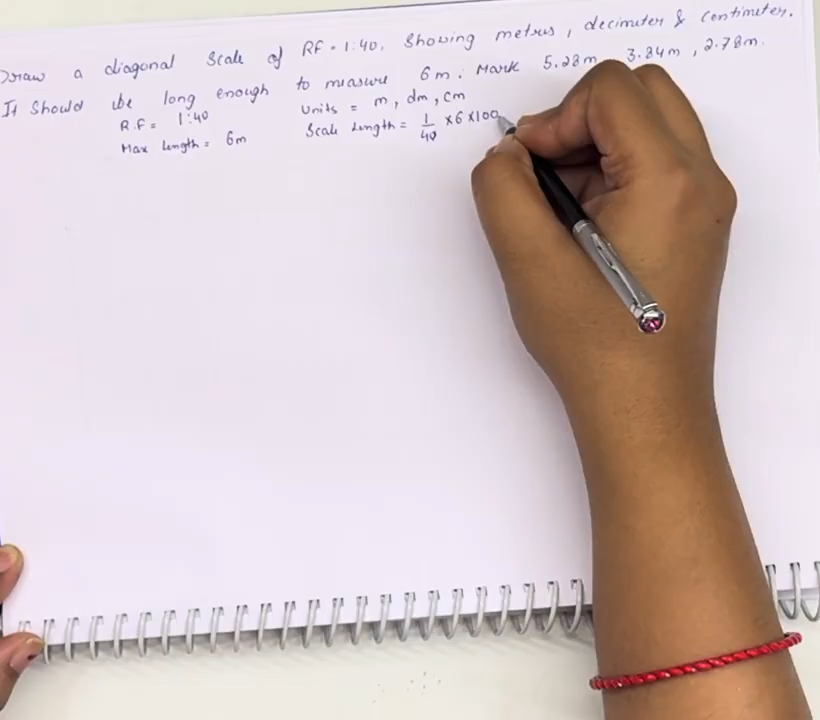 Draw a diagonal Scale of RF = 1:40. Showing metres, decimeter & Centimeter.
It Should be long enough to measure 6m. Mark 5.28m 3.84m, 2.78m.
R.F = 1:40 Units = m, dm, cm
Max length = 6m Scale length = 1/40 × 6 × 100